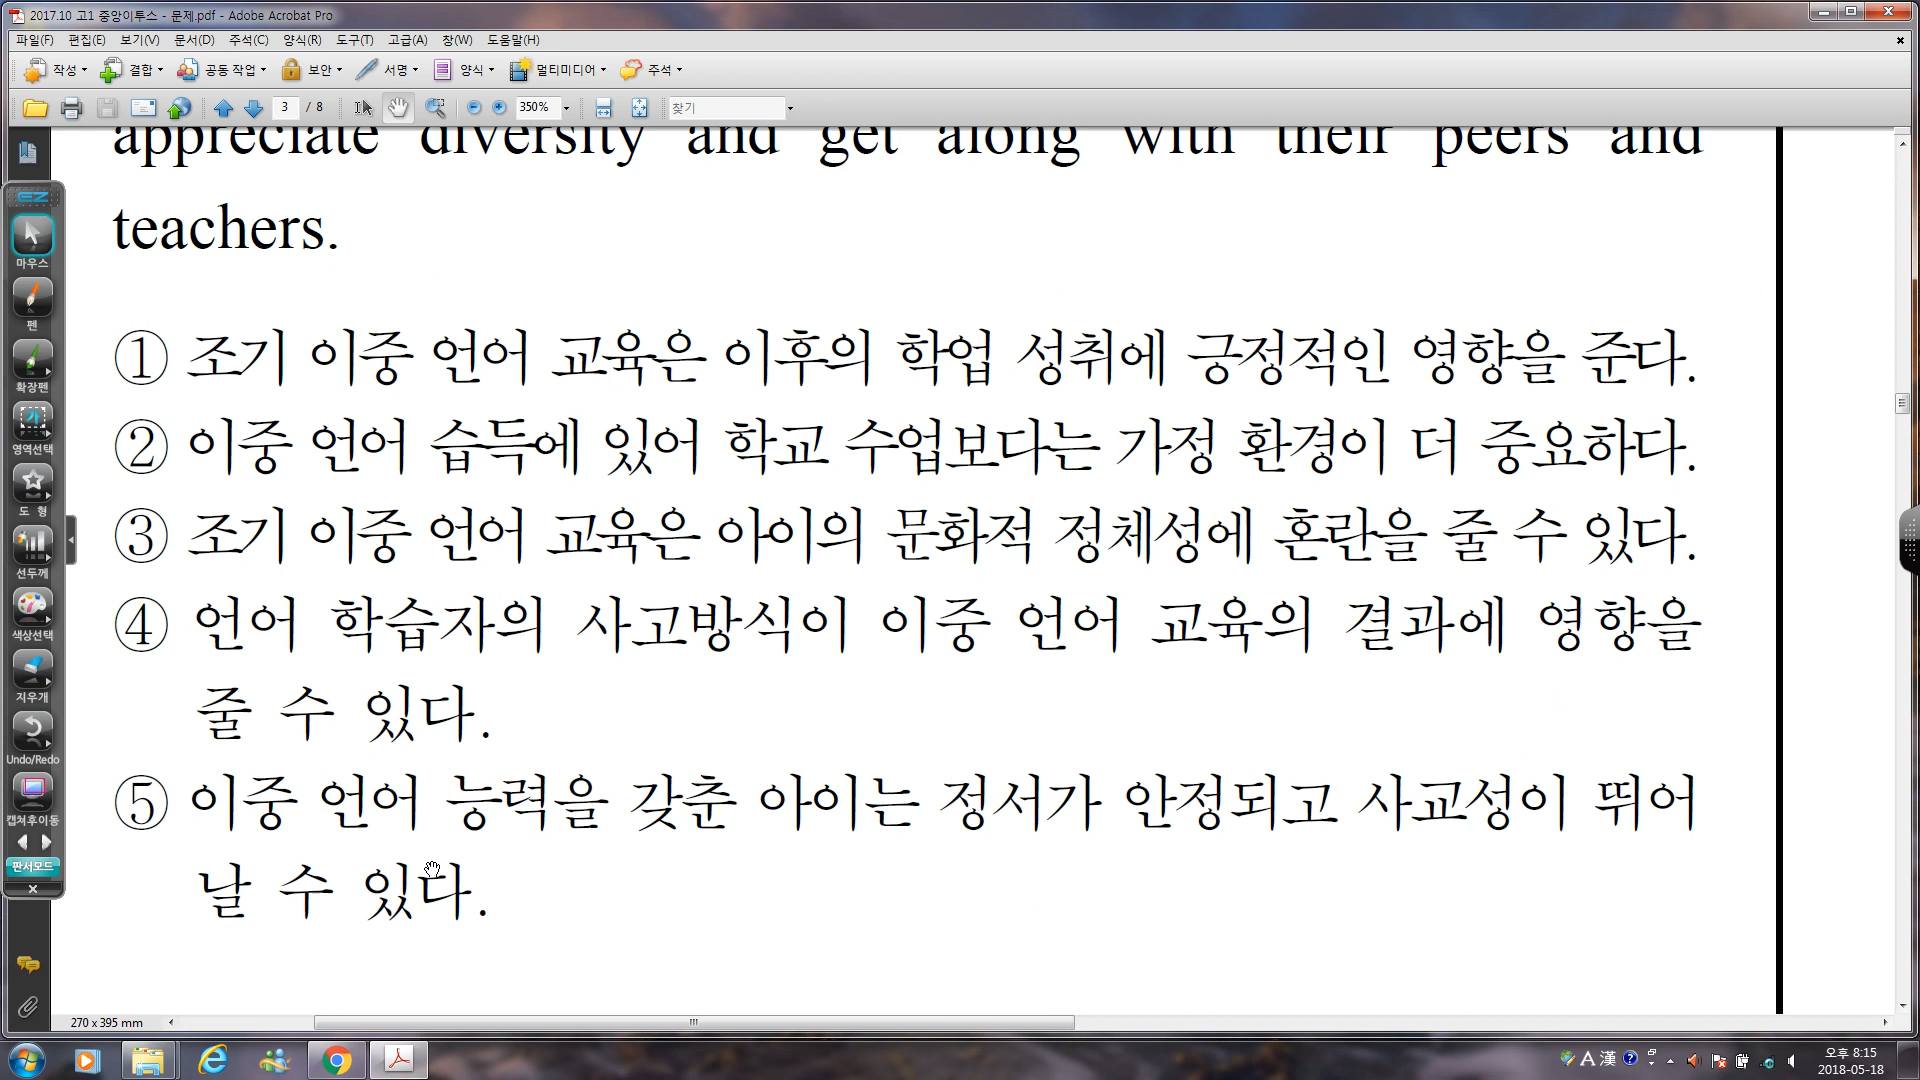 2017.10 고1 중앙이투스 - 문제.pdf - Adobe Acrobat Pro
파일(F) 편집(E) 보기(V) 문서(D) 주석(C) 양식(R) 도구(T) 고급(A) 창(W) 도움말(H)
작성 결합 공동 작업 보안 서명 양식 멀티미디어 주석
3 / 8 350% 찾기
appreciate diversity and get along with their peers and
teachers.
① 조기 이중 언어 교육은 이후의 학업 성취에 긍정적인 영향을 준다.
② 이중 언어 습득에 있어 학교 수업보다는 가정 환경이 더 중요하다.
③ 조기 이중 언어 교육은 아이의 문화적 정체성에 혼란을 줄 수 있다.
④ 언어 학습자의 사고방식이 이중 언어 교육의 결과에 영향을
줄 수 있다.
⑤ 이중 언어 능력을 갖춘 아이는 정서가 안정되고 사교성이 뛰어
날 수 있다.
EZ
마우스
펜
확장펜
가
영역선택
도 형
선두께
색상선택
지우개
Undo/Redo
캡쳐후이동
판서모드
270 x 395 mm
A 漢
오후 8:15
2018-05-18